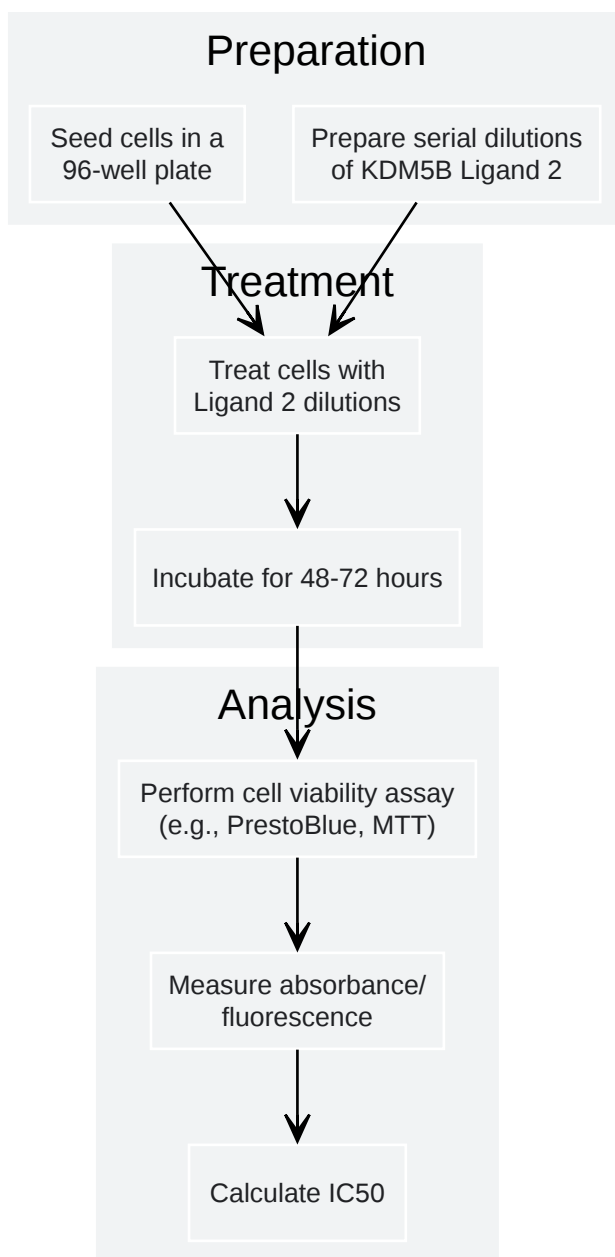 Preparation
Seed cells in a
96-well plate
Prepare serial dilutions
of KDM5B Ligand 2
Treatment
Treat cells with
Ligand 2 dilutions
Incubate for 48-72 hours
Analysis
Perform cell viability assay
(e.g., PrestoBlue, MTT)
Measure absorbance/
fluorescence
Calculate IC50